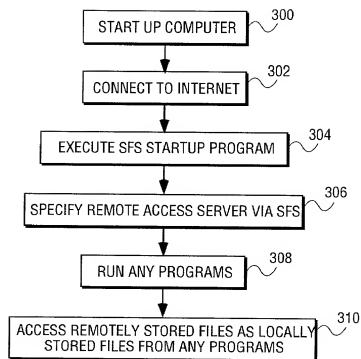 START UP COMPUTER
300
CONNECT TO INTERNET
302
EXECUTE SFS STARTUP PROGRAM
304
SPECIFY REMOTE ACCESS SERVER VIA SFS
306
RUN ANY PROGRAMS
308
ACCESS REMOTELY STORED FILES AS LOCALLY
STORED FILES FROM ANY PROGRAMS
310